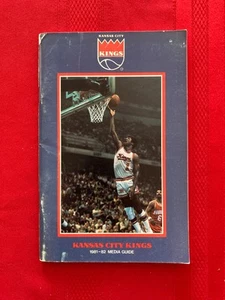 KANSAS CITY
KINGS
KANSAS CITY KINGS
1981-82 MEDIA GUIDE